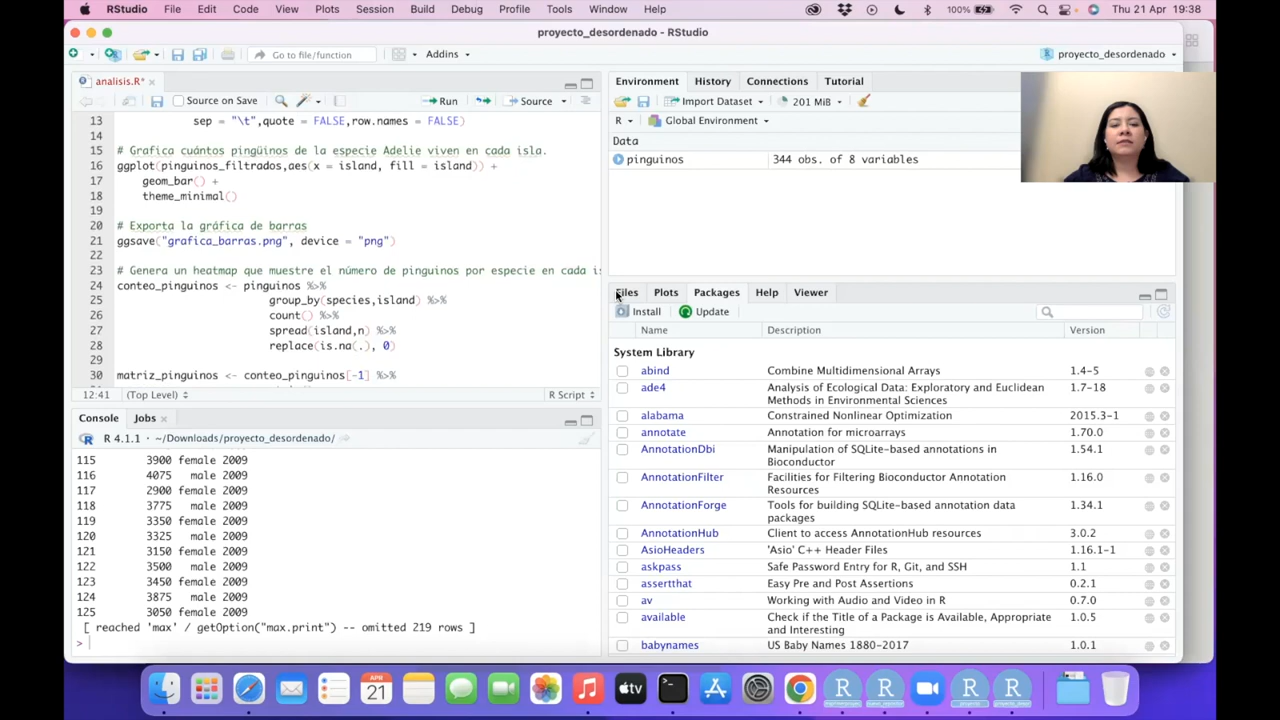 RStudio File Edit Code View Plots Session Build Debug Profile Tools Window Help 100% Thu 21 Apr 19:38
proyecto_desordenado - RStudio
Go to file/function Addins proyecto_desordenado
analisis.R*
Source on Save Run Source
13 sep = "\t",quote = FALSE,row.names = FALSE)
14
15 # Grafica cuántos pingüinos de la especie Adelie viven en cada isla.
16 ggplot(pinguinos_filtrados,aes(x = island, fill = island)) +
17 geom_bar() +
18 theme_minimal()
19
20 # Exporta la gráfica de barras
21 ggsave("grafica_barras.png", device = "png")
22
23 # Genera un heatmap que muestre el número de pinguinos por especie en cada is
24 conteo_pinguinos <- pinguinos %>%
25 group_by(species,island) %>%
26 count() %>%
27 spread(island,n) %>%
28 replace(is.na(.), 0)
29
30 matriz_pinguinos <- conteo_pinguinos[-1] %>%
12:41 (Top Level) R Script
Console Jobs
R 4.1.1 · ~/Downloads/proyecto_desordenado/
115 3900 female 2009
116 4075 male 2009
117 2900 female 2009
118 3775 male 2009
119 3350 female 2009
120 3325 male 2009
121 3150 female 2009
122 3500 male 2009
123 3450 female 2009
124 3875 male 2009
125 3050 female 2009
[ reached 'max' / getOption("max.print") -- omitted 219 rows ]
>
Environment History Connections Tutorial
Import Dataset 201 MiB
R Global Environment
Data
pinguinos 344 obs. of 8 variables
Files Plots Packages Help Viewer
Install Update
Name Description Version
System Library
abind Combine Multidimensional Arrays 1.4-5
ade4 Analysis of Ecological Data: Exploratory and Euclidean 1.7-18
Methods in Environmental Sciences
alabama Constrained Nonlinear Optimization 2015.3-1
annotate Annotation for microarrays 1.70.0
AnnotationDbi Manipulation of SQLite-based annotations in 1.54.1
Bioconductor
AnnotationFilter Facilities for Filtering Bioconductor Annotation 1.16.0
Resources
AnnotationForge Tools for building SQLite-based annotation data 1.34.1
packages
AnnotationHub Client to access AnnotationHub resources 3.0.2
AsioHeaders 'Asio' C++ Header Files 1.16.1-1
askpass Safe Password Entry for R, Git, and SSH 1.1
assertthat Easy Pre and Post Assertions 0.2.1
av Working with Audio and Video in R 0.7.0
available Check if the Title of a Package is Available, Appropriate 1.0.5
and Interesting
babynames US Baby Names 1880-2017 1.0.1
APR
21
tv
R R R R